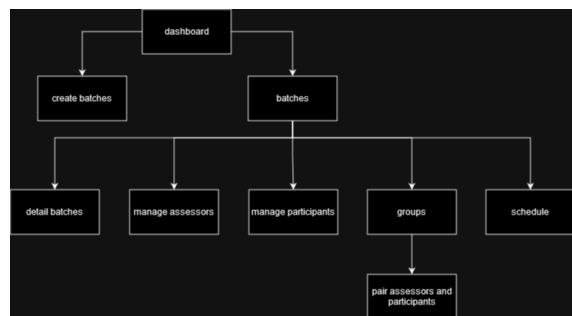 dashboard
create batches
batches
detail batches
manage assessors
manage participants
groups
schedule
pair assessors and
participants